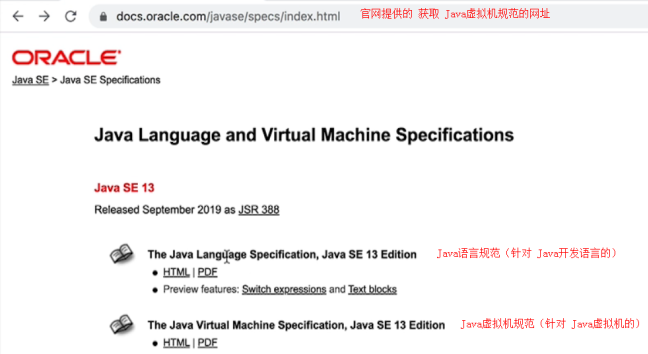 docs.oracle.com/javase/specs/index.html 官网提供的 获取 Java虚拟机规范的网址
ORACLE
Java SE > Java SE Specifications
Java Language and Virtual Machine Specifications
Java SE 13
Released September 2019 as JSR 388
The Java Language Specification, Java SE 13 Edition Java语言规范（针对 Java开发语言的）
HTML | PDF
Preview features: Switch expressions and Text blocks
The Java Virtual Machine Specification, Java SE 13 Edition Java虚拟机规范（针对 Java虚拟机的）
HTML | PDF